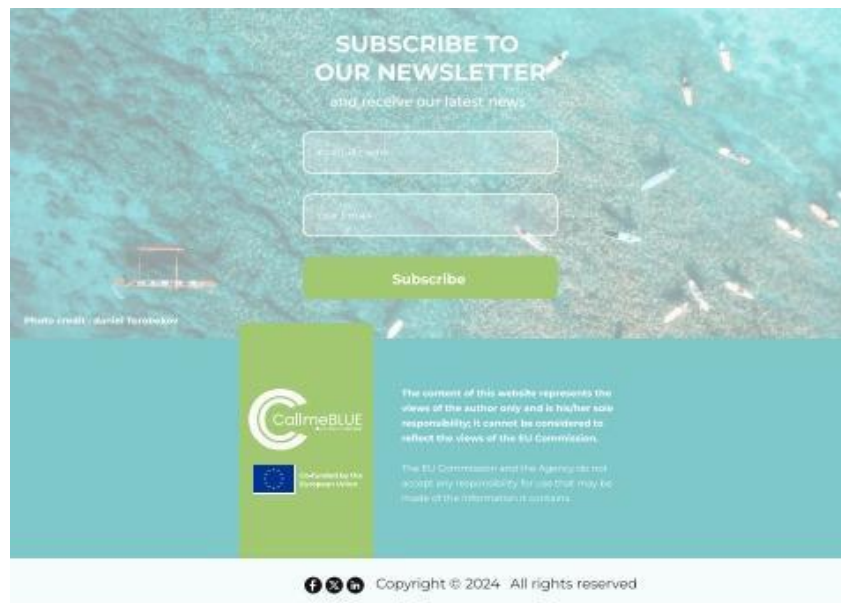 SUBSCRIBE TO
OUR NEWSLETTER
and receive our latest news
Subscribe
Photo credit : daniel Torobekov
CallmeBLUE
Co-funded by the
European Union
The content of this website represents the
views of the author only and is his/her sole
responsibility; it cannot be considered to
reflect the views of the EU Commission.
The EU Commission and the Agency do not
accept any responsibility for use that may be
made of the information it contains.
Copyright © 2024 All rights reserved